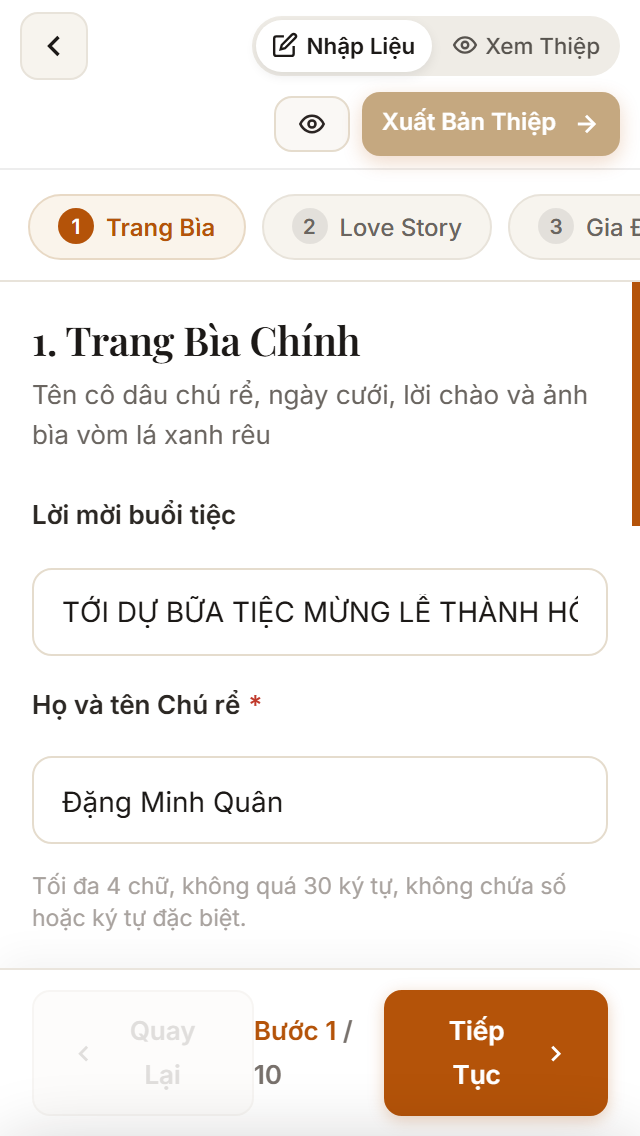 Nhập Liệu
Xem Thiệp
Xuất Bản Thiệp
1 Trang Bìa
2 Love Story
3 Gia
1. Trang Bìa Chính
Tên cô dâu chú rể, ngày cưới, lời chào và ảnh
bìa vòm lá xanh rêu
Lời mời buổi tiệc
TỚI DỰ BỮA TIỆC MỪNG LỄ THÀNH
Họ và tên Chú rể *
Đặng Minh Quân
Tối đa 4 chữ, không quá 30 ký tự, không chứa số
hoặc ký tự đặc biệt.
Quay
Lại
Bước 1 /
10
Tiếp
Tục